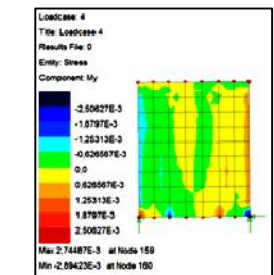 Loadcase: 4
Title: Loadcase 4
Results File: 0
Entity: Stress
Component: My
-2,50627E-3
-1,8797E-3
-1,25313E-3
-0,626567E-3
0,0
0,626567E-3
1,25313E-3
1,8797E-3
2,50627E-3
Max 2,74487E-3 at Node 159
Min -2,89423E-3 at Node 160